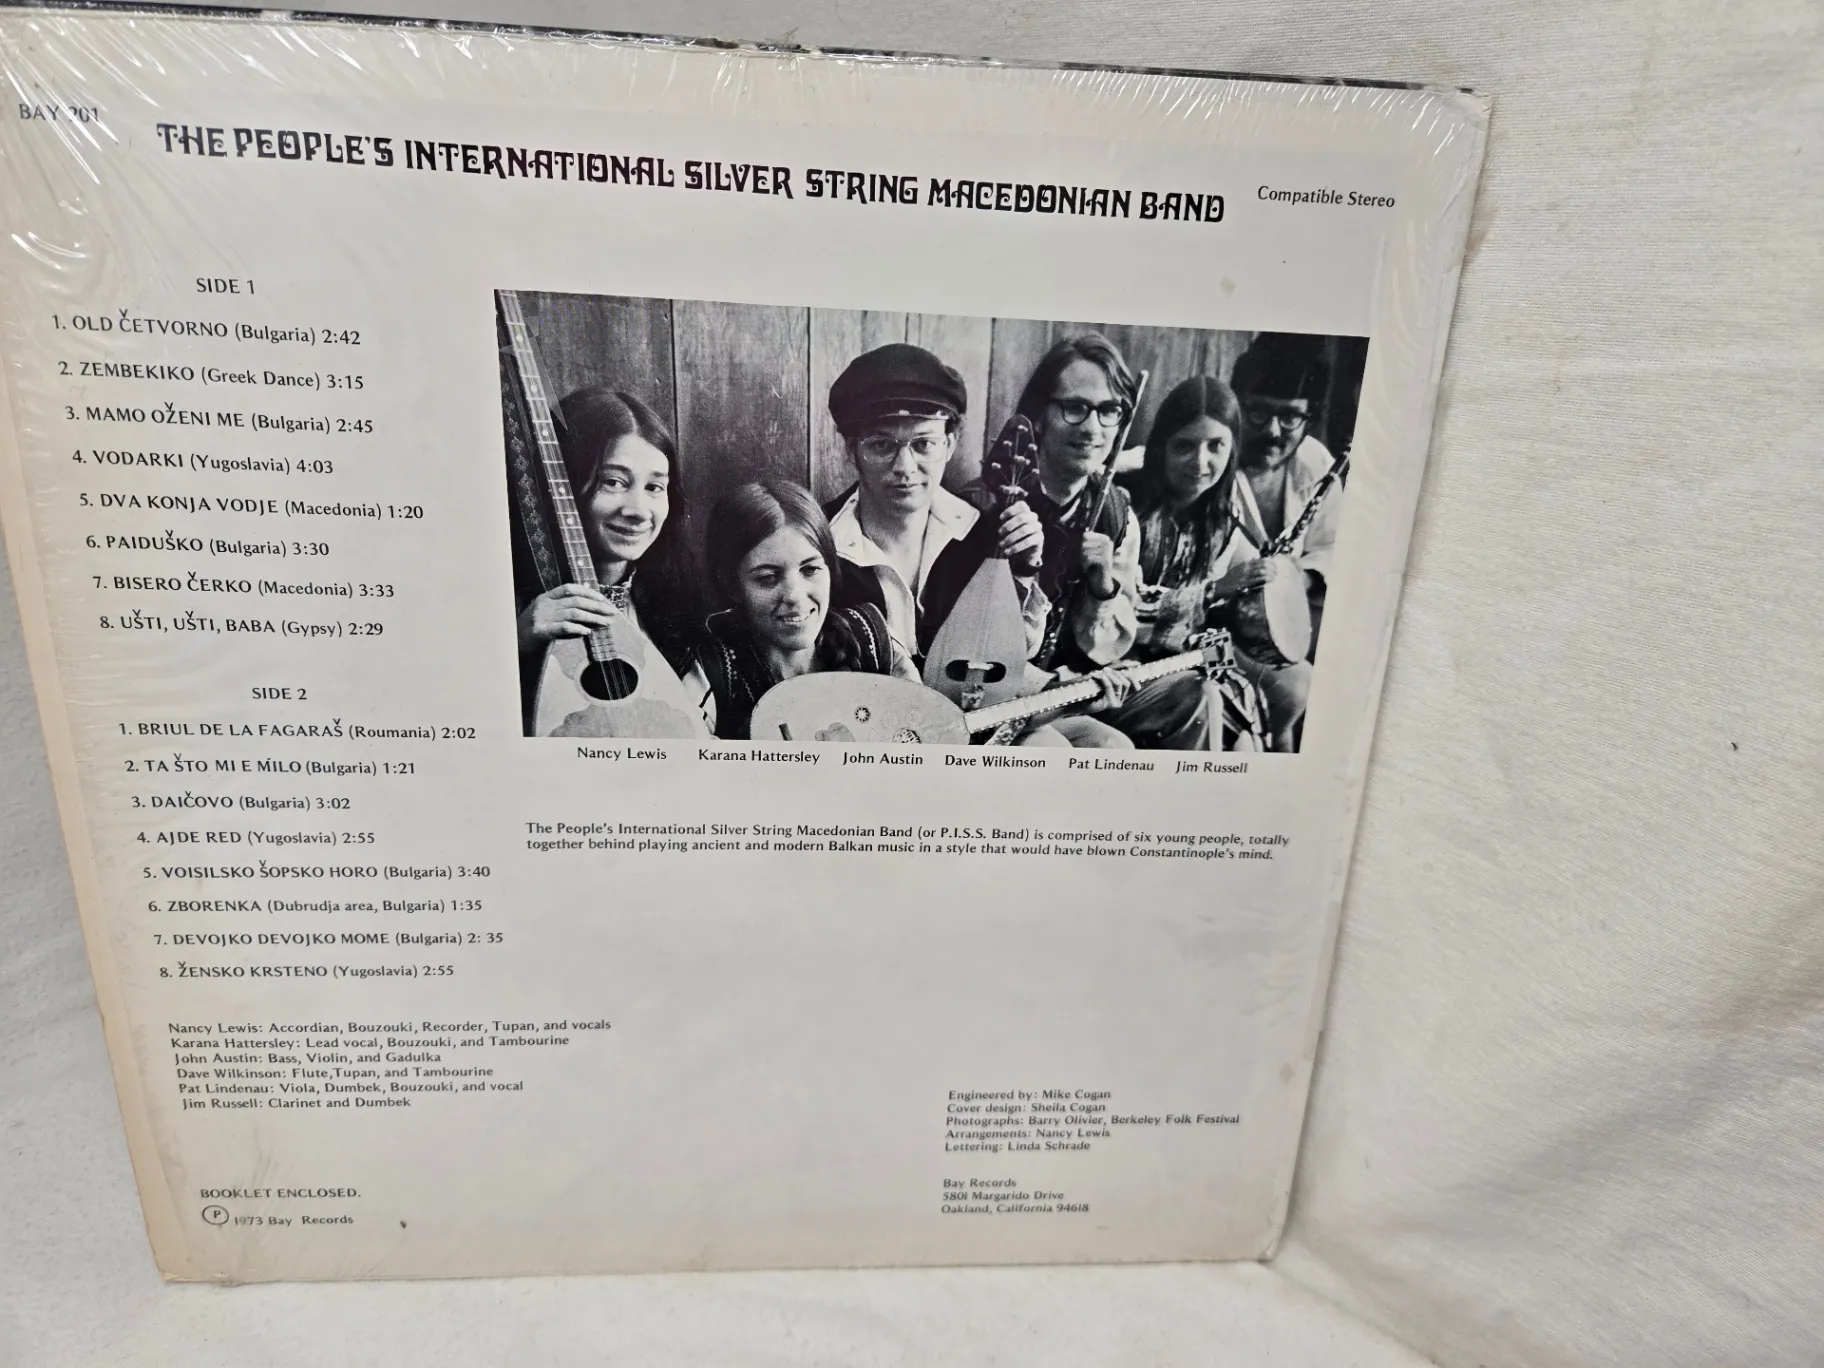 BAY 201
THE PEOPLE'S INTERNATIONAL SILVER STRING MACEDONIAN BAND
Compatible Stereo
SIDE 1
1. OLD ČETVORNO (Bulgaria) 2:42
2. ZEMBEKIKO (Greek Dance) 3:15
3. MAMO OŽENI ME (Bulgaria) 2:45
4. VODARKI (Yugoslavia) 4:03
5. DVA KONJA VODJE (Macedonia) 1:20
6. PAIDUŠKO (Bulgaria) 3:30
7. BISERO ČERKO (Macedonia) 3:33
8. UŠTI, UŠTI, BABA (Gypsy) 2:29
SIDE 2
1. BRIUL DE LA FAGARAŠ (Roumania) 2:02
2. TA ŠTO MI E MILO (Bulgaria) 1:21
3. DAIČOVO (Bulgaria) 3:02
4. AJDE RED (Yugoslavia) 2:55
5. VOISILSKO ŠOPSKO HORO (Bulgaria) 3:40
6. ZBORENKA (Dubrudja area, Bulgaria) 1:35
7. DEVOJKO DEVOJKO MOME (Bulgaria) 2: 35
8. ŽENSKO KRSTENO (Yugoslavia) 2:55
Nancy Lewis Karana Hattersley John Austin Dave Wilkinson Pat Lindenau Jim Russell
The People's International Silver String Macedonian Band (or P.I.S.S. Band) is comprised of six young people, totally
together behind playing ancient and modern Balkan music in a style that would have blown Constantinople's mind.
Nancy Lewis: Accordian, Bouzouki, Recorder, Tupan, and vocals
Karana Hattersley: Lead vocal, Bouzouki, and Tambourine
John Austin: Bass, Violin, and Gadulka
Dave Wilkinson: Flute,Tupan, and Tambourine
Pat Lindenau: Viola, Dumbek, Bouzouki, and vocal
Jim Russell: Clarinet and Dumbek
Engineered by: Mike Cogan
Cover design: Sheila Cogan
Photographs: Barry Olivier, Berkeley Folk Festival
Arrangements: Nancy Lewis
Lettering: Linda Schrade
Bay Records
5801 Margarido Drive
Oakland, California 94618
BOOKLET ENCLOSED.
Ⓟ 1973 Bay Records